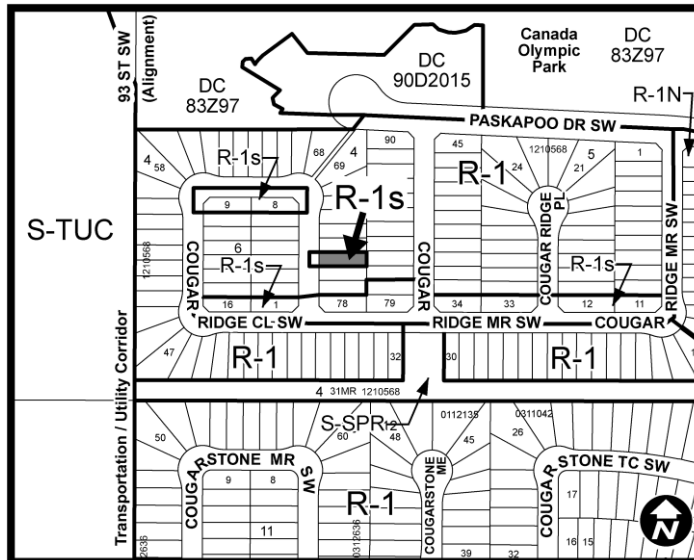 Canada
Olympic
Park
DC
83Z97
DC
90D2015
DC
83Z97
93 ST SW
(Alignment)
R-1N
PASKAPOO DR SW
4
58
R-1s
68
4
69
90
45
R-1
24
1210568
5
21
1
9
8
R-1s
COUGAR RIDGE
PL
S-TUC
1210568
COUGAR
6
R-1s
COUGAR
R-1s
RIDGE MR SW
16
1
78
79
34
33
12
11
RIDGE CL SW
RIDGE MR SW
COUGAR
47
R-1
32
30
R-1
4
31MR
1210568
Transportation / Utility Corridor
S-SPR
12
50
60
48
0112135
45
0311042
26
COUGAR
STONE MR
SW
9
8
R-1
COUGARSTONE
ME
COUGAR
STONE TC SW
17
11
0312636
39
32
16
15
N